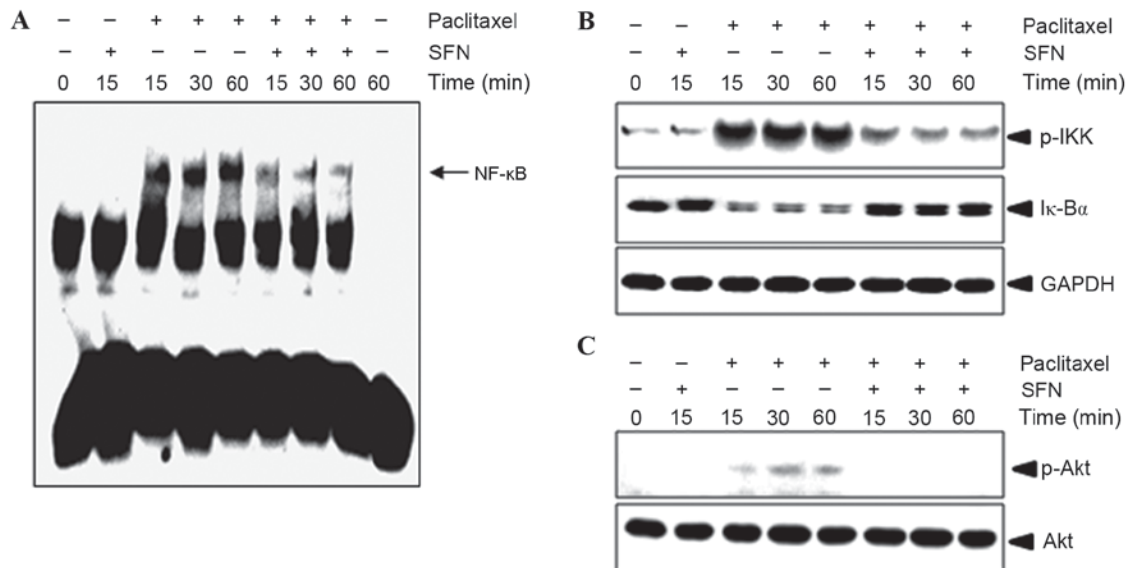 A
– – + + + + + + – Paclitaxel
– + – – – + + + – SFN
0 15 15 30 60 15 30 60 60 Time (min)
NF-κB
B
– – + + + + + + Paclitaxel
– + – – – + + + SFN
0 15 15 30 60 15 30 60 Time (min)
p-IKK
Iκ-Bα
GAPDH
C
– – + + + + + + Paclitaxel
– + – – – + + + SFN
0 15 15 30 60 15 30 60 Time (min)
p-Akt
Akt